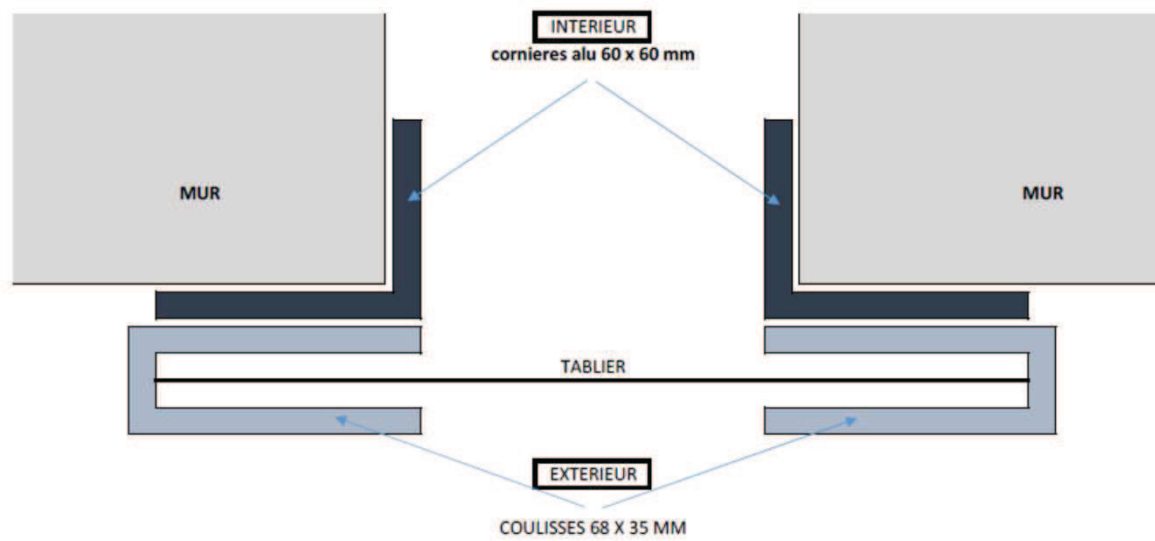 INTERIEUR
cornieres alu 60 x 60 mm
MUR
MUR
TABLIER
EXTERIEUR
COULISSES 68 X 35 MM